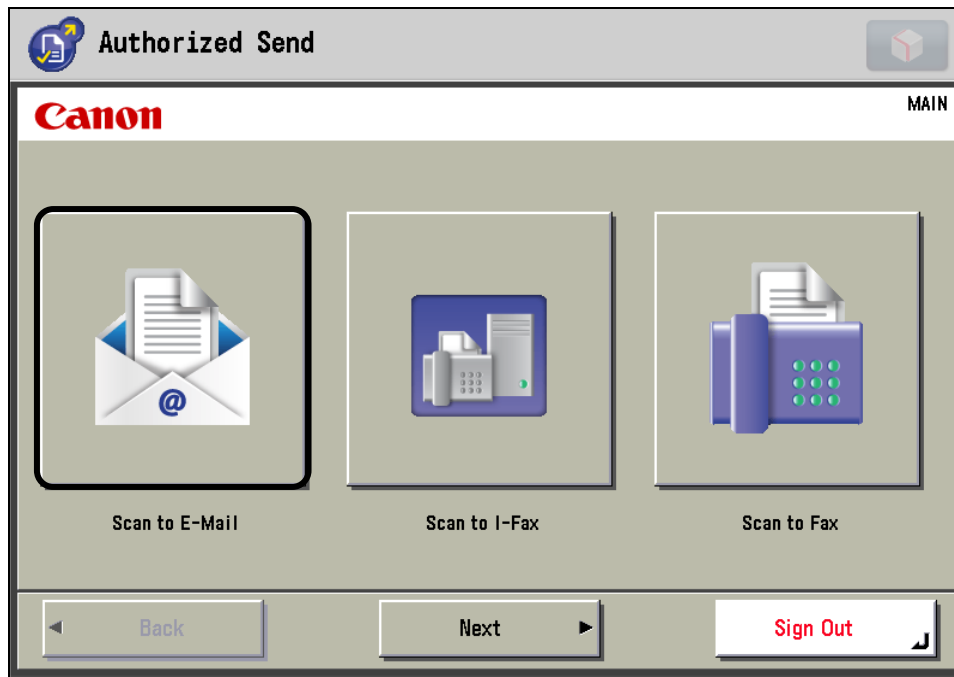 Authorized Send
Canon
MAIN
@
Scan to E-Mail
Scan to I-Fax
Scan to Fax
Back
Next
Sign Out